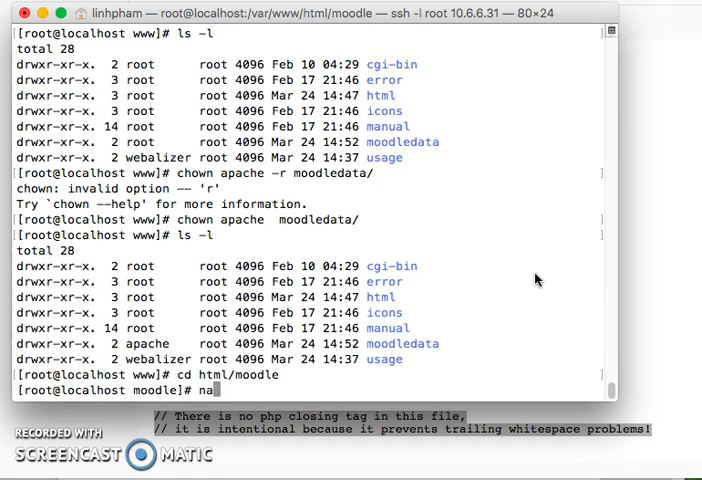 linhpham — root@localhost:/var/www/html/moodle — ssh -l root 10.6.6.31 — 80×24
[root@localhost www]# ls -l
total 28
drwxr-xr-x.  2 root      root 4096 Feb 10 04:29 cgi-bin
drwxr-xr-x.  3 root      root 4096 Feb 17 21:46 error
drwxr-xr-x.  3 root      root 4096 Mar 24 14:47 html
drwxr-xr-x.  3 root      root 4096 Feb 17 21:46 icons
drwxr-xr-x. 14 root      root 4096 Feb 17 21:46 manual
drwxr-xr-x.  2 root      root 4096 Mar 24 14:52 moodledata
drwxr-xr-x.  2 webalizer root 4096 Mar 24 14:37 usage
[root@localhost www]# chown apache -r moodledata/
chown: invalid option -- 'r'
Try `chown --help' for more information.
[root@localhost www]# chown apache  moodledata/
[root@localhost www]# ls -l
total 28
drwxr-xr-x.  2 root      root 4096 Feb 10 04:29 cgi-bin
drwxr-xr-x.  3 root      root 4096 Feb 17 21:46 error
drwxr-xr-x.  3 root      root 4096 Mar 24 14:47 html
drwxr-xr-x.  3 root      root 4096 Feb 17 21:46 icons
drwxr-xr-x. 14 root      root 4096 Feb 17 21:46 manual
drwxr-xr-x.  2 apache    root 4096 Mar 24 14:52 moodledata
drwxr-xr-x.  2 webalizer root 4096 Mar 24 14:37 usage
[root@localhost www]# cd html/moodle
[root@localhost moodle]# na
// There is no php closing tag in this file,
// it is intentional because it prevents trailing whitespace problems!
RECORDED WITH
SCREENCAST MATIC